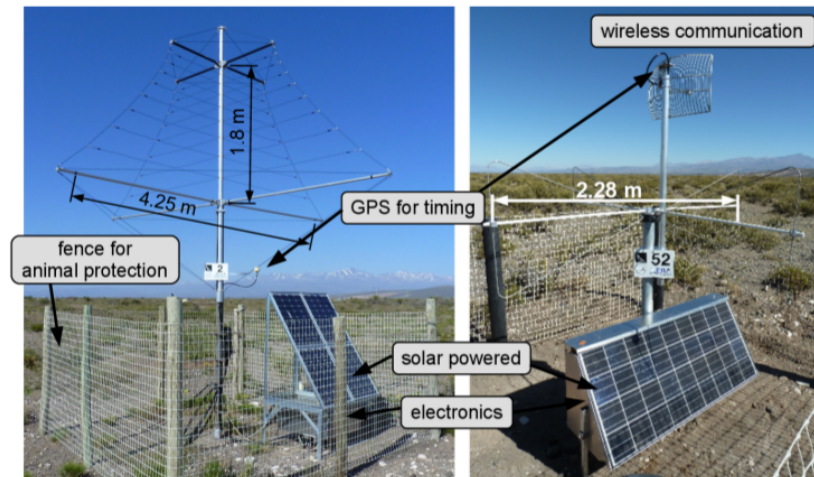 wireless communication
1.8 m
4.25 m
GPS for timing
2.28 m
fence for
animal protection
2
52
solar powered
electronics